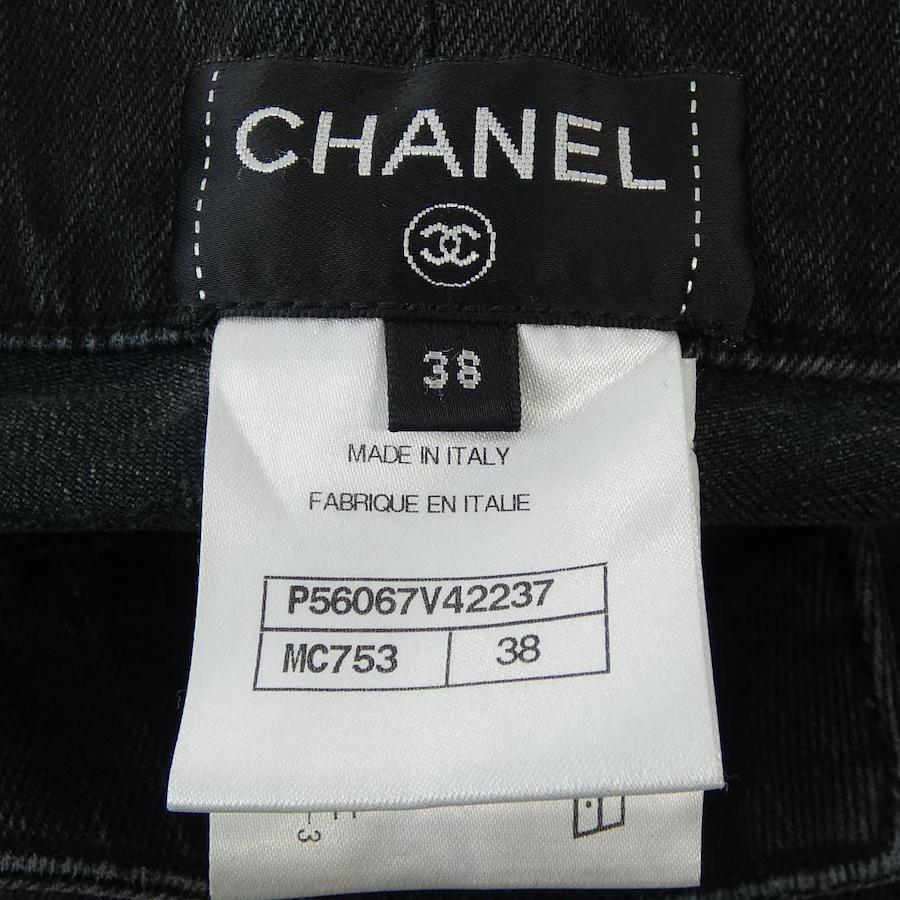 CHANEL
38
MADE IN ITALY
FABRIQUE EN ITALIE
P56067V42237
MC753 38